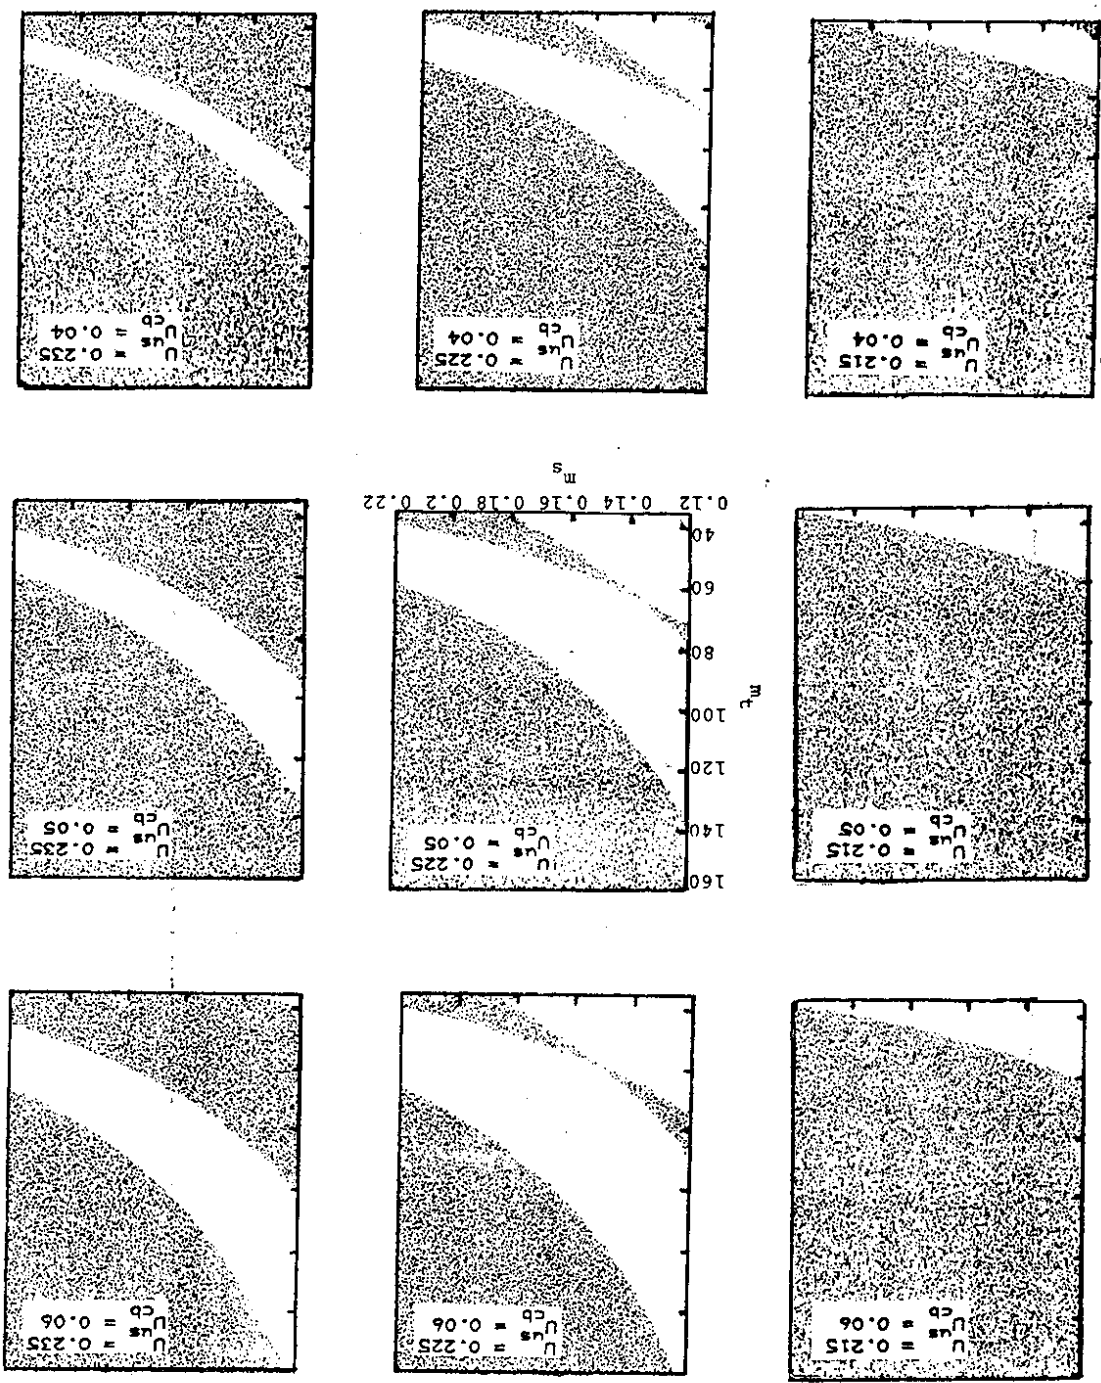 U_us = 0.215
U_cb = 0.06
U_us = 0.225
U_cb = 0.06
U_us = 0.235
U_cb = 0.06
U_us = 0.215
U_cb = 0.05
160
140
120
100
80
60
40
m_t
U_us = 0.225
U_cb = 0.05
0.12 0.14 0.16 0.18 0.2 0.22
m_s
U_us = 0.235
U_cb = 0.05
U_us = 0.215
U_cb = 0.04
U_us = 0.225
U_cb = 0.04
U_us = 0.235
U_cb = 0.04